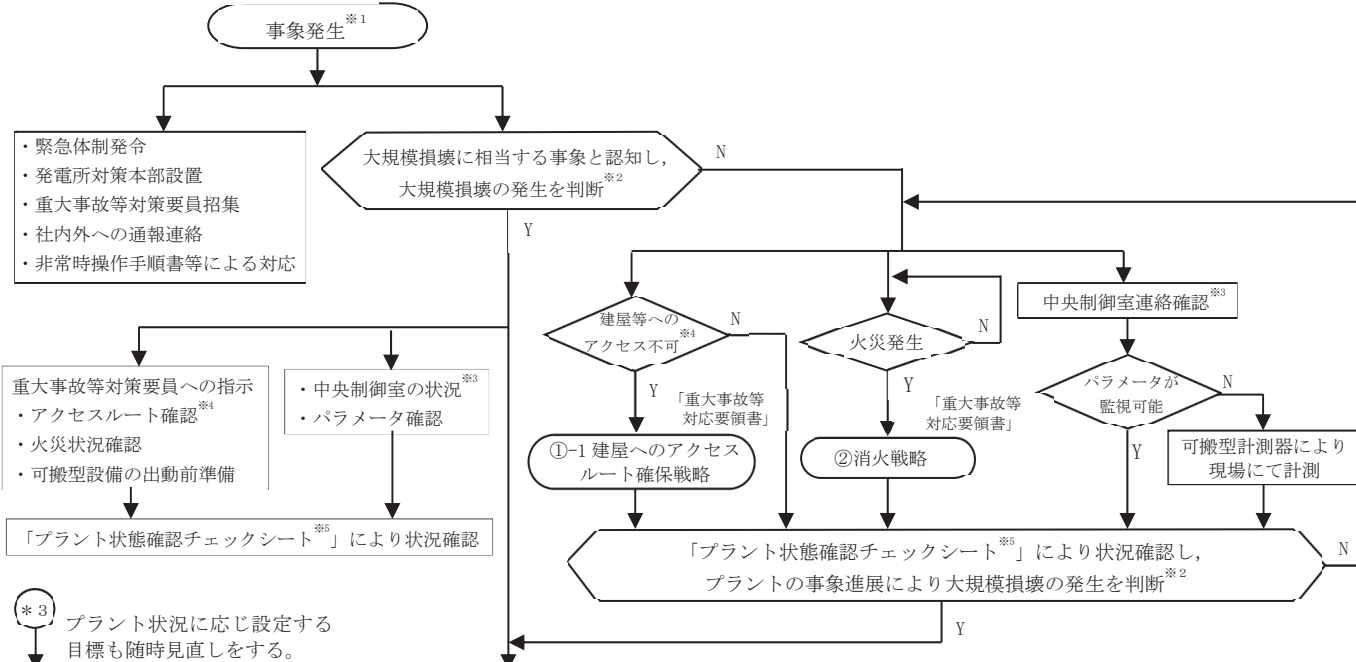 事象発生※1
・緊急体制発令
・発電所対策本部設置
・重大事故等対策要員招集
・社内外への通報連絡
・非常時操作手順書等による対応
大規模損壊に相当する事象と認知し,
大規模損壊の発生を判断※2
N
Y
建屋等への
アクセス不可※4
N
Y
「重大事故等
対応要領書」
①-1 建屋へのアクセス
ルート確保戦略
火災発生
N
Y
「重大事故等
対応要領書」
②消火戦略
中央制御室連絡確認※3
パラメータが
監視可能
N
Y
可搬型計測器により
現場にて計測
重大事故等対策要員への指示
・アクセスルート確認※4
・火災状況確認
・可搬型設備の出動前準備
・中央制御室の状況※3
・パラメータ確認
「プラント状態確認チェックシート※5」により状況確認
「プラント状態確認チェックシート※5」により状況確認し,
プラントの事象進展により大規模損壊の発生を判断※2
N
Y
*3
プラント状況に応じ設定する
目標も随時見直しをする。